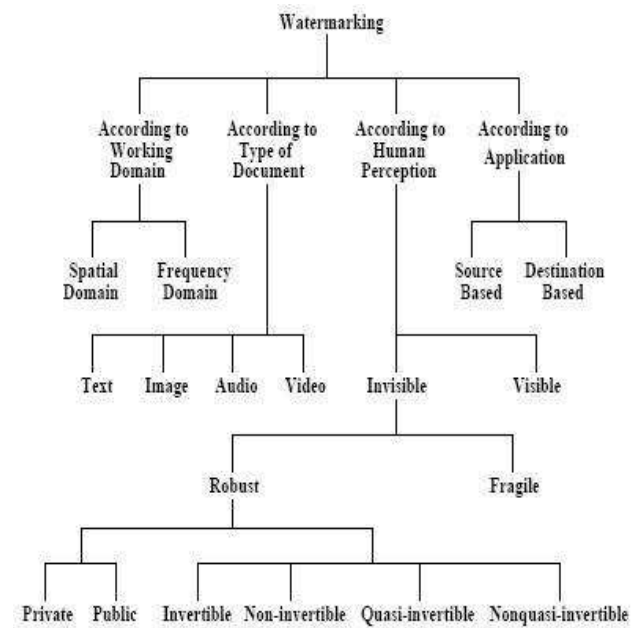 Watermarking
According to
Working
Domain
According to
Type of
Document
According to
Human
Perception
According to
Application
Spatial
Domain
Frequency
Domain
Source
Based
Destination
Based
Text
Image
Audio
Video
Invisible
Visible
Robust
Fragile
Private
Public
Invertible
Non-invertible
Quasi-invertible
Nonquasi-invertible